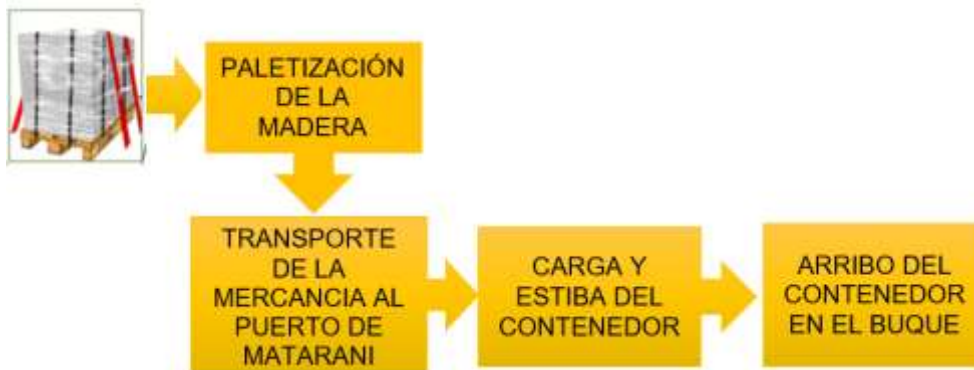 PALETIZACIÓN
DE LA
MADERA
TRANSPORTE
DE LA
MERCANCIA AL
PUERTO DE
MATARANI
CARGA Y
ESTIBA DEL
CONTENEDOR
ARRIBO DEL
CONTENEDOR
EN EL BUQUE